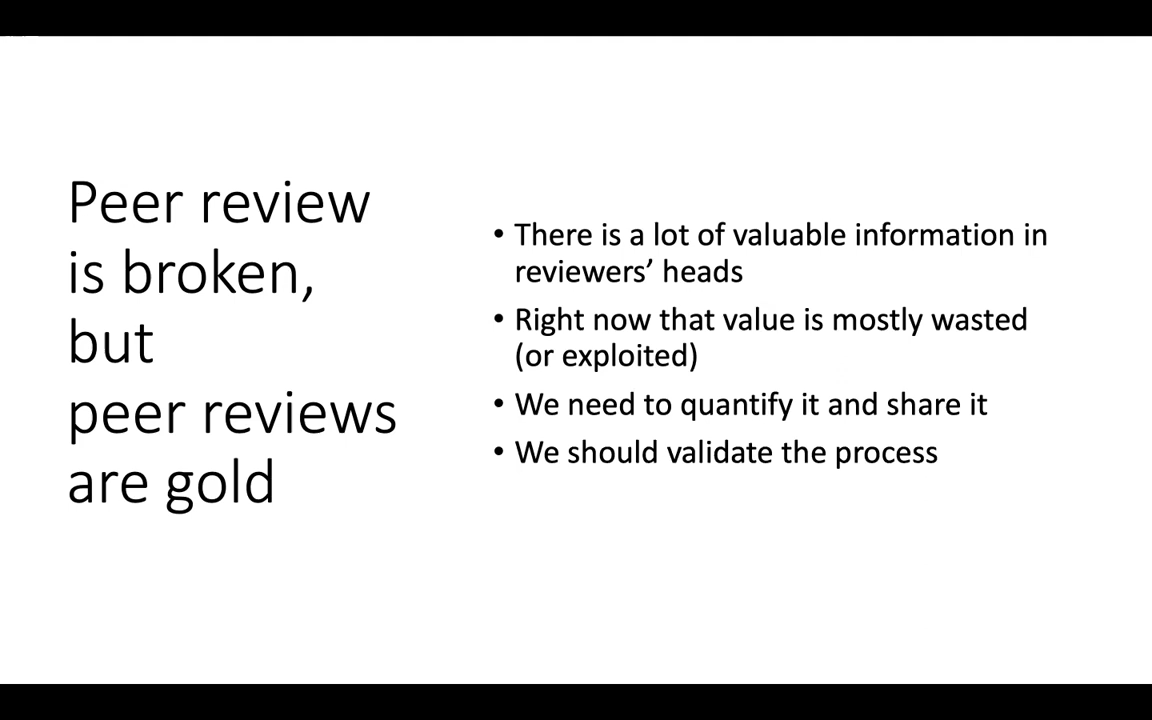 Peer review
is broken,
but
peer reviews
are gold
• There is a lot of valuable information in
reviewers’ heads
• Right now that value is mostly wasted
(or exploited)
• We need to quantify it and share it
• We should validate the process